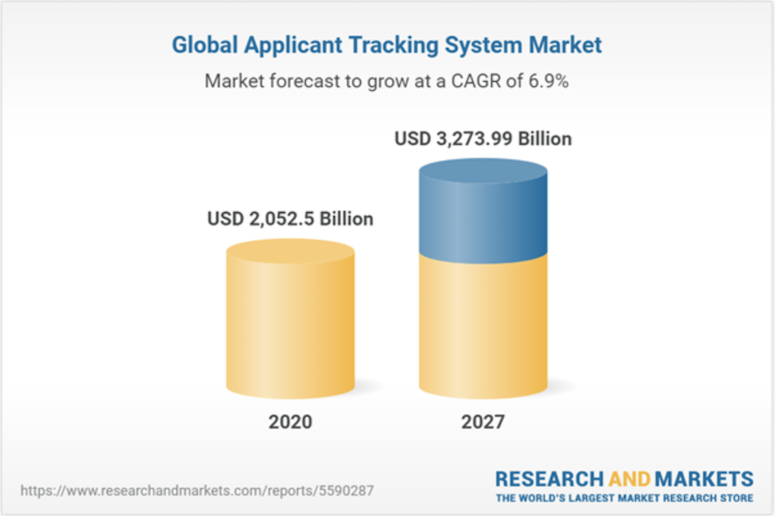 Global Applicant Tracking System Market
Market forecast to grow at a CAGR of 6.9%
USD 3,273.99 Billion
USD 2,052.5 Billion
2020
2027
https://www.researchandmarkets.com/reports/5590287
RESEARCH AND MARKETS
THE WORLD'S LARGEST MARKET RESEARCH STORE